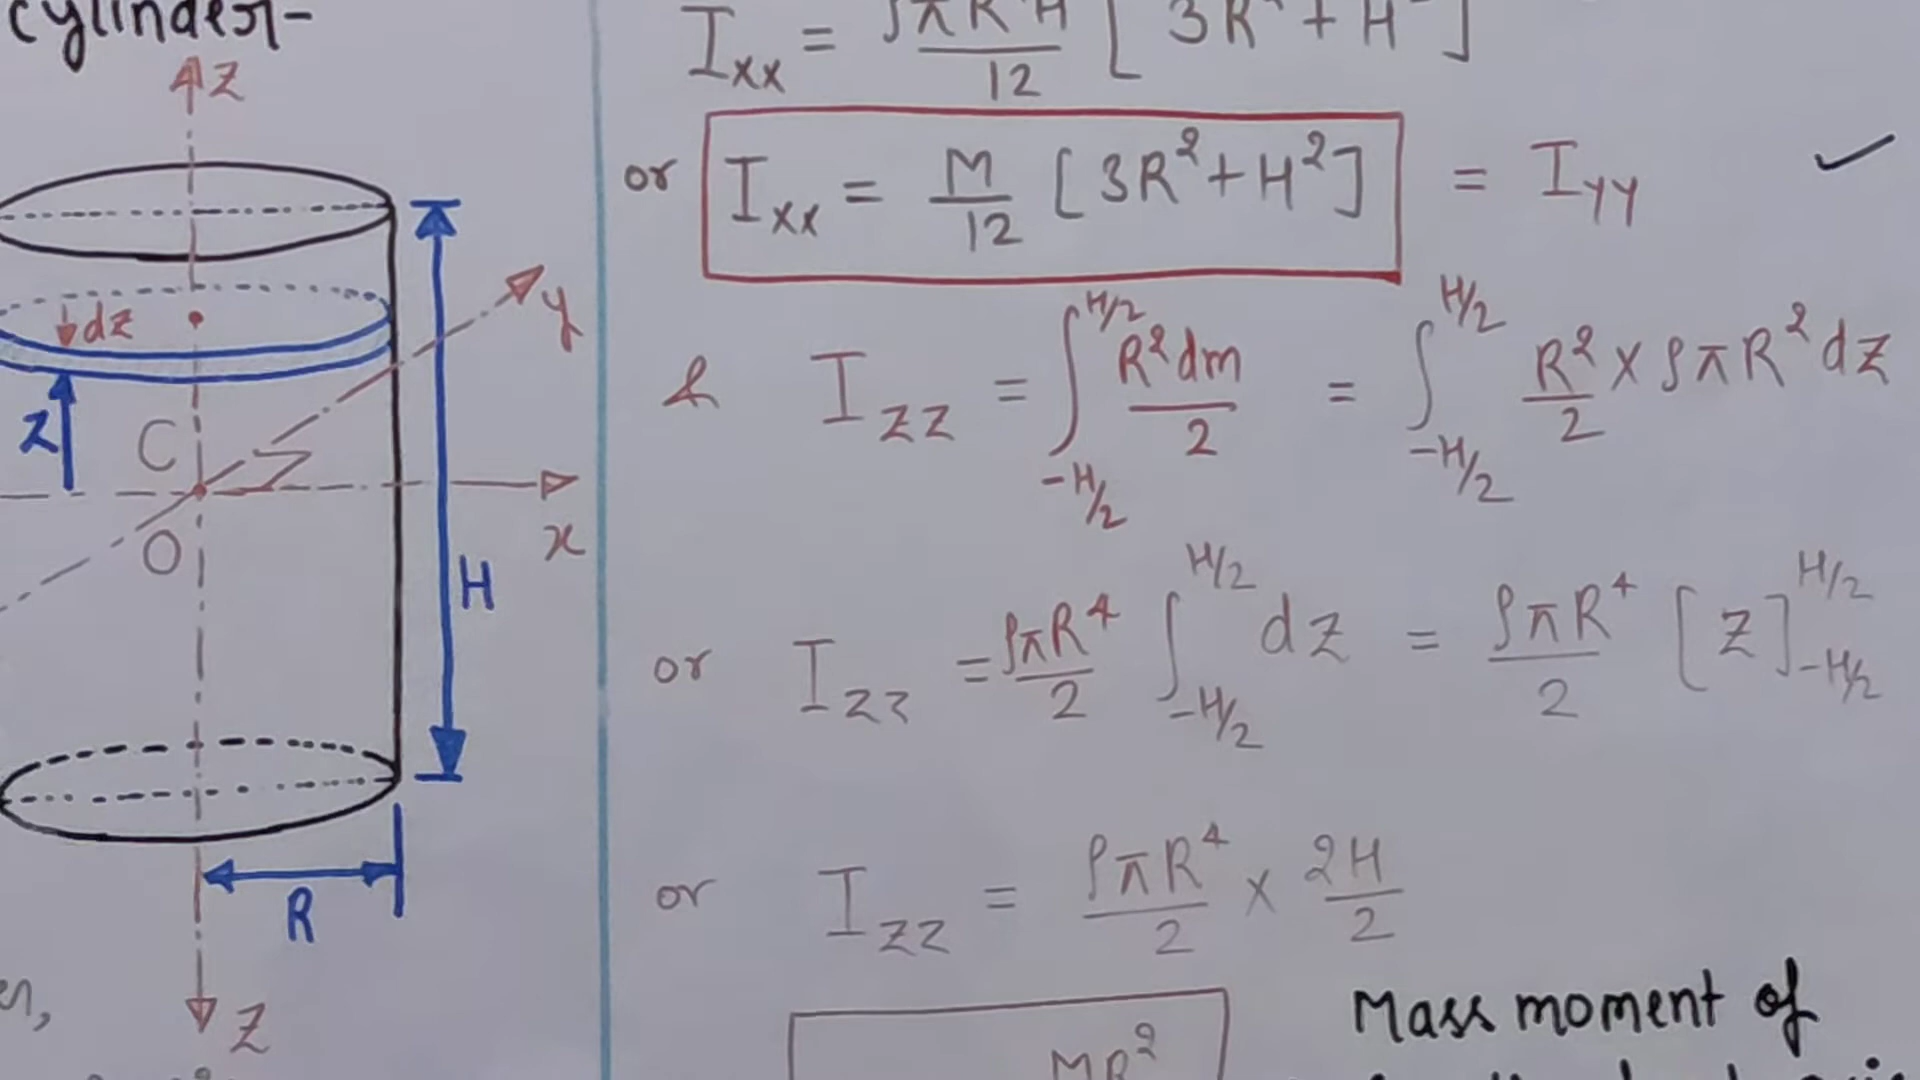 cylinder-
Z
dz
y
Z
C
O
x
H
R
Z
I_xx = ρπR²H/12 [3R² + H²]
or I_xx = M/12 [3R² + H²] = I_yy ✓
& I_zz = ∫_{-H/2}^{H/2} R²dm/2 = ∫_{-H/2}^{H/2} R²/2 × ρπR²dz
or I_zz = ρπR⁴/2 ∫_{-H/2}^{H/2} dz = ρπR⁴/2 [z]_{-H/2}^{H/2}
or I_zz = ρπR⁴/2 × 2H/2
MR²
Mass moment of